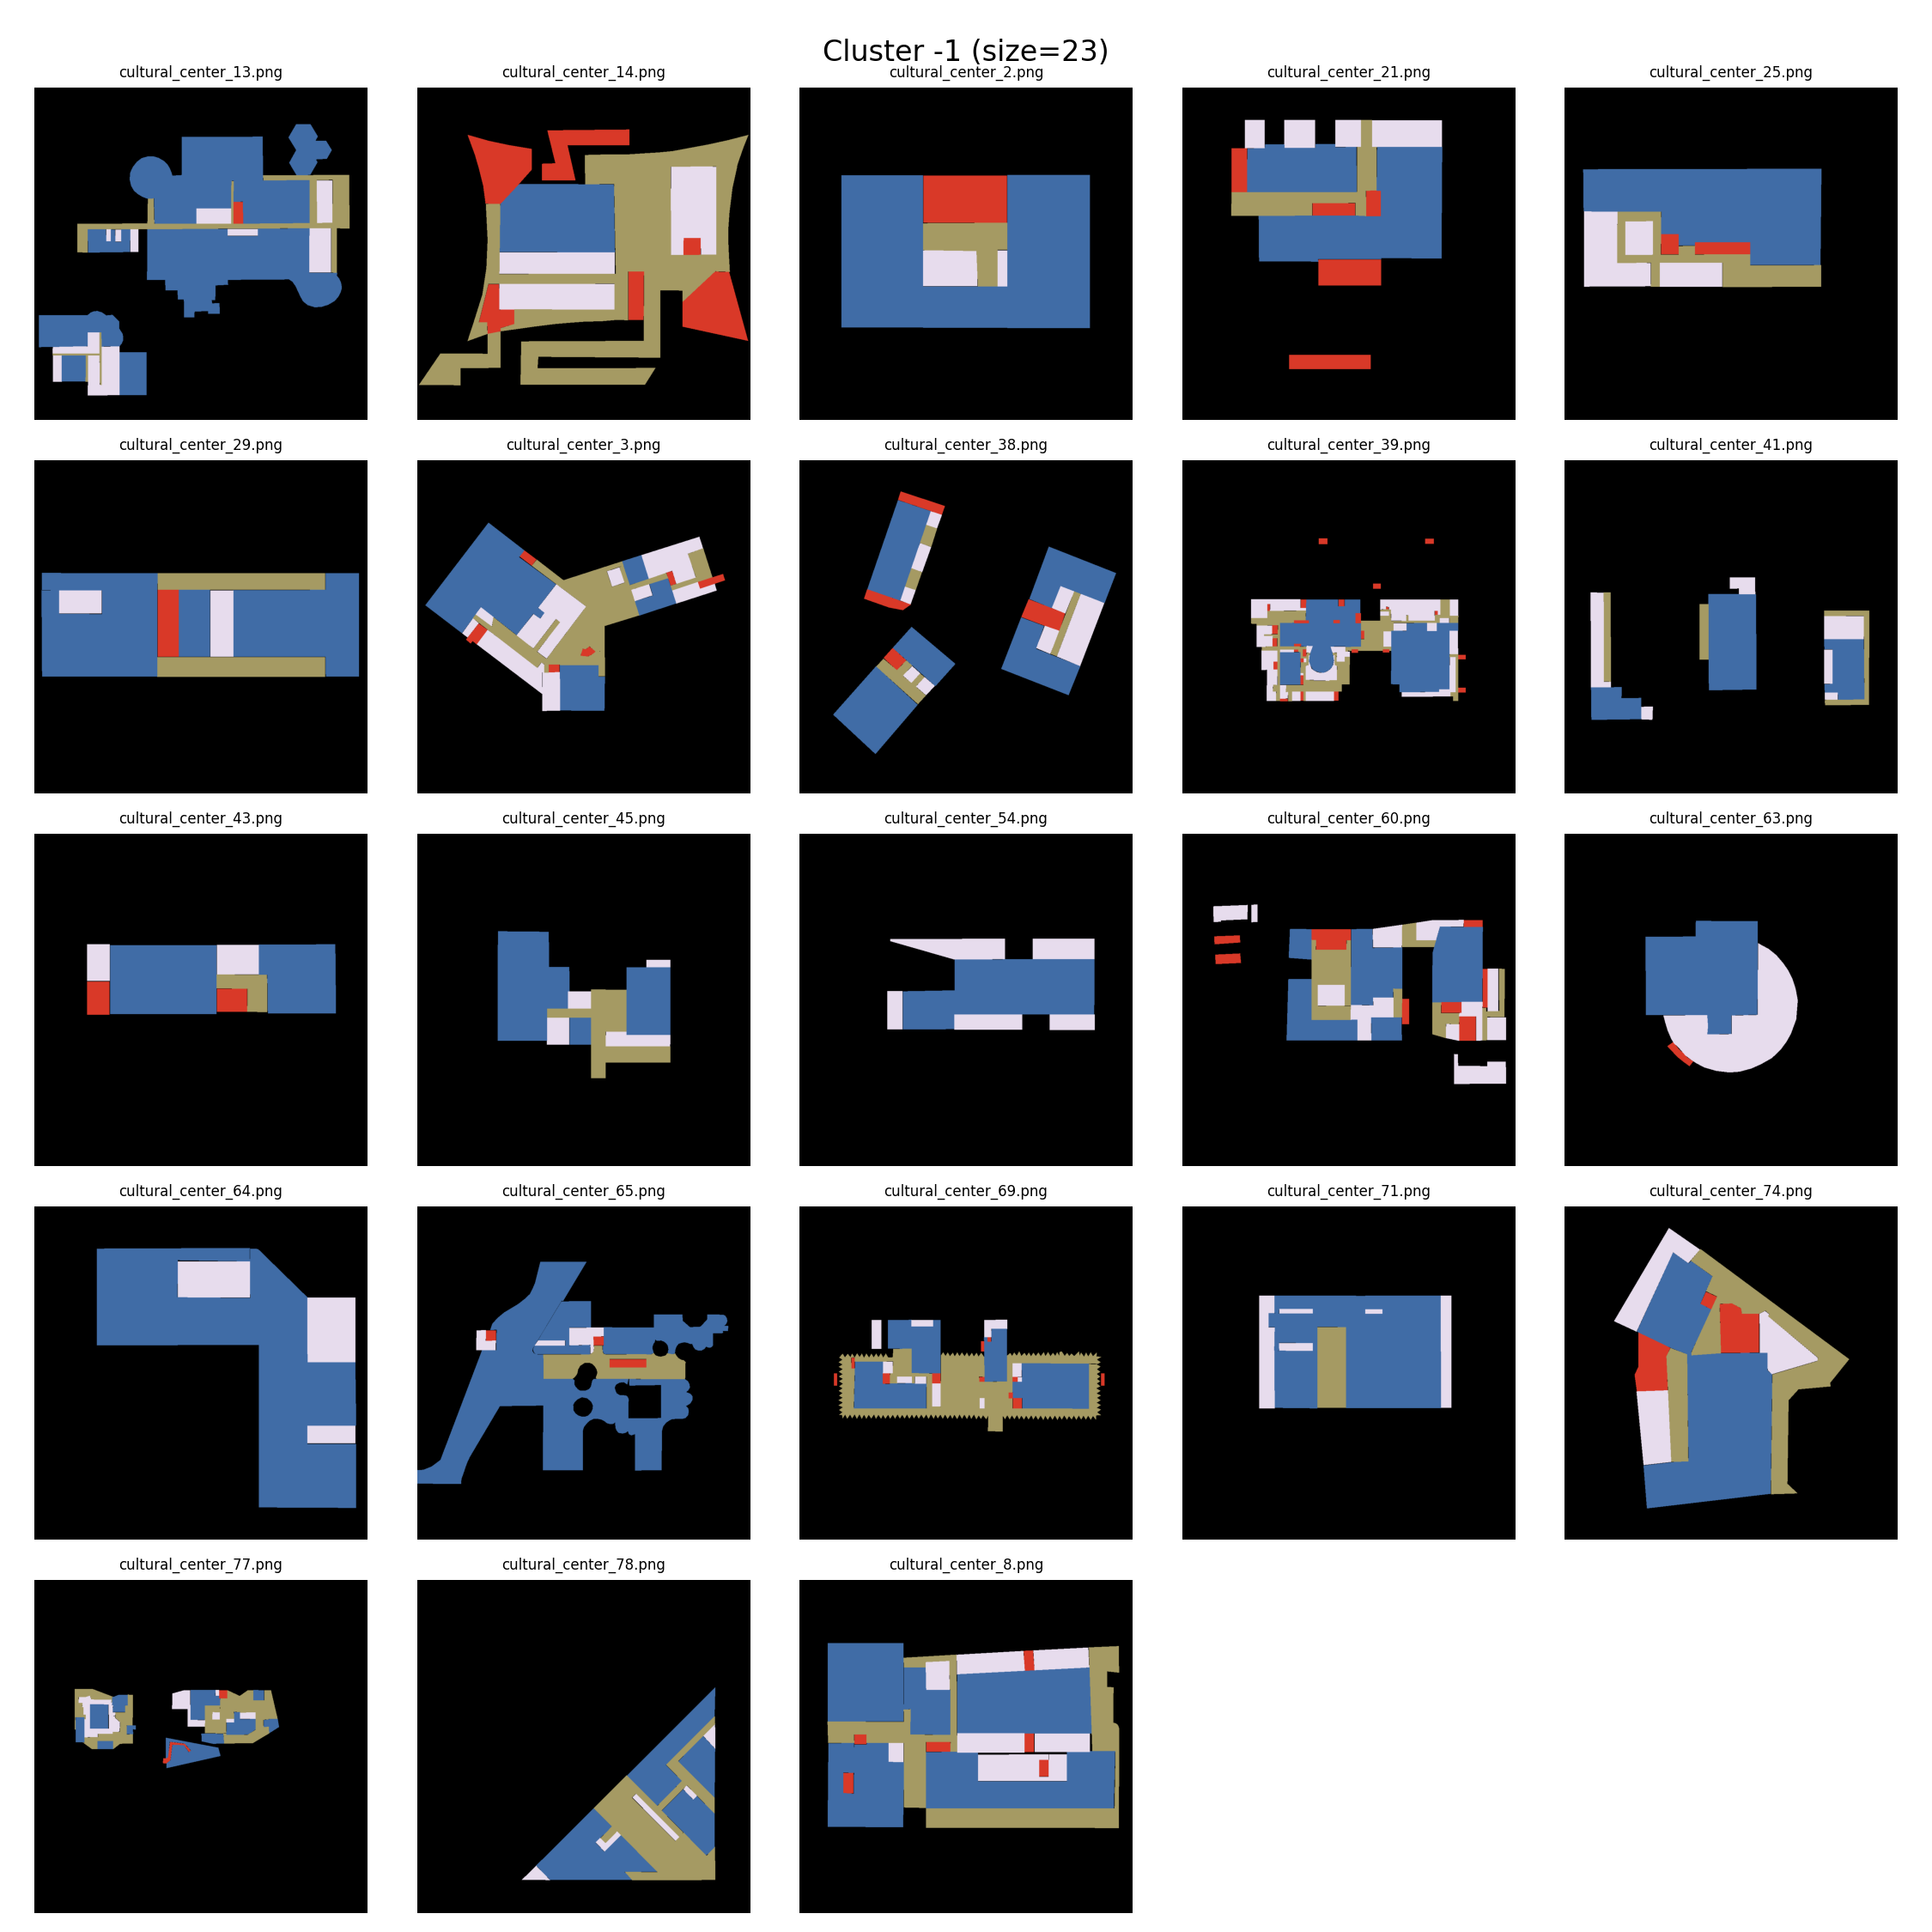 Cluster -1 (size=23)
cultural_center_13.png
cultural_center_14.png
cultural_center_2.png
cultural_center_21.png
cultural_center_25.png
cultural_center_29.png
cultural_center_3.png
cultural_center_38.png
cultural_center_39.png
cultural_center_41.png
cultural_center_43.png
cultural_center_45.png
cultural_center_54.png
cultural_center_60.png
cultural_center_63.png
cultural_center_64.png
cultural_center_65.png
cultural_center_69.png
cultural_center_71.png
cultural_center_74.png
cultural_center_77.png
cultural_center_78.png
cultural_center_8.png